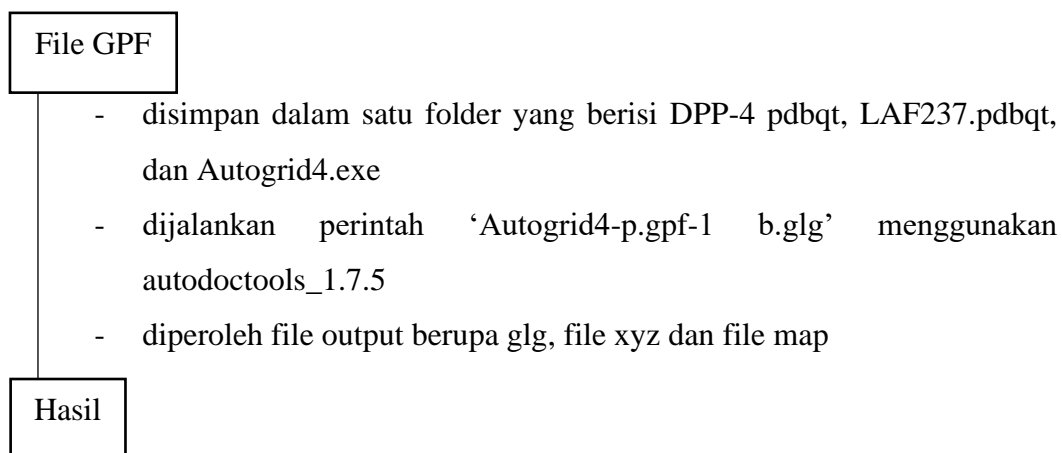 File GPF
- disimpan dalam satu folder yang berisi DPP-4 pdbqt, LAF237.pdbqt,
dan Autogrid4.exe
- dijalankan perintah ‘Autogrid4-p.gpf-1 b.glg’ menggunakan
autodoctools_1.7.5
- diperoleh file output berupa glg, file xyz dan file map
Hasil